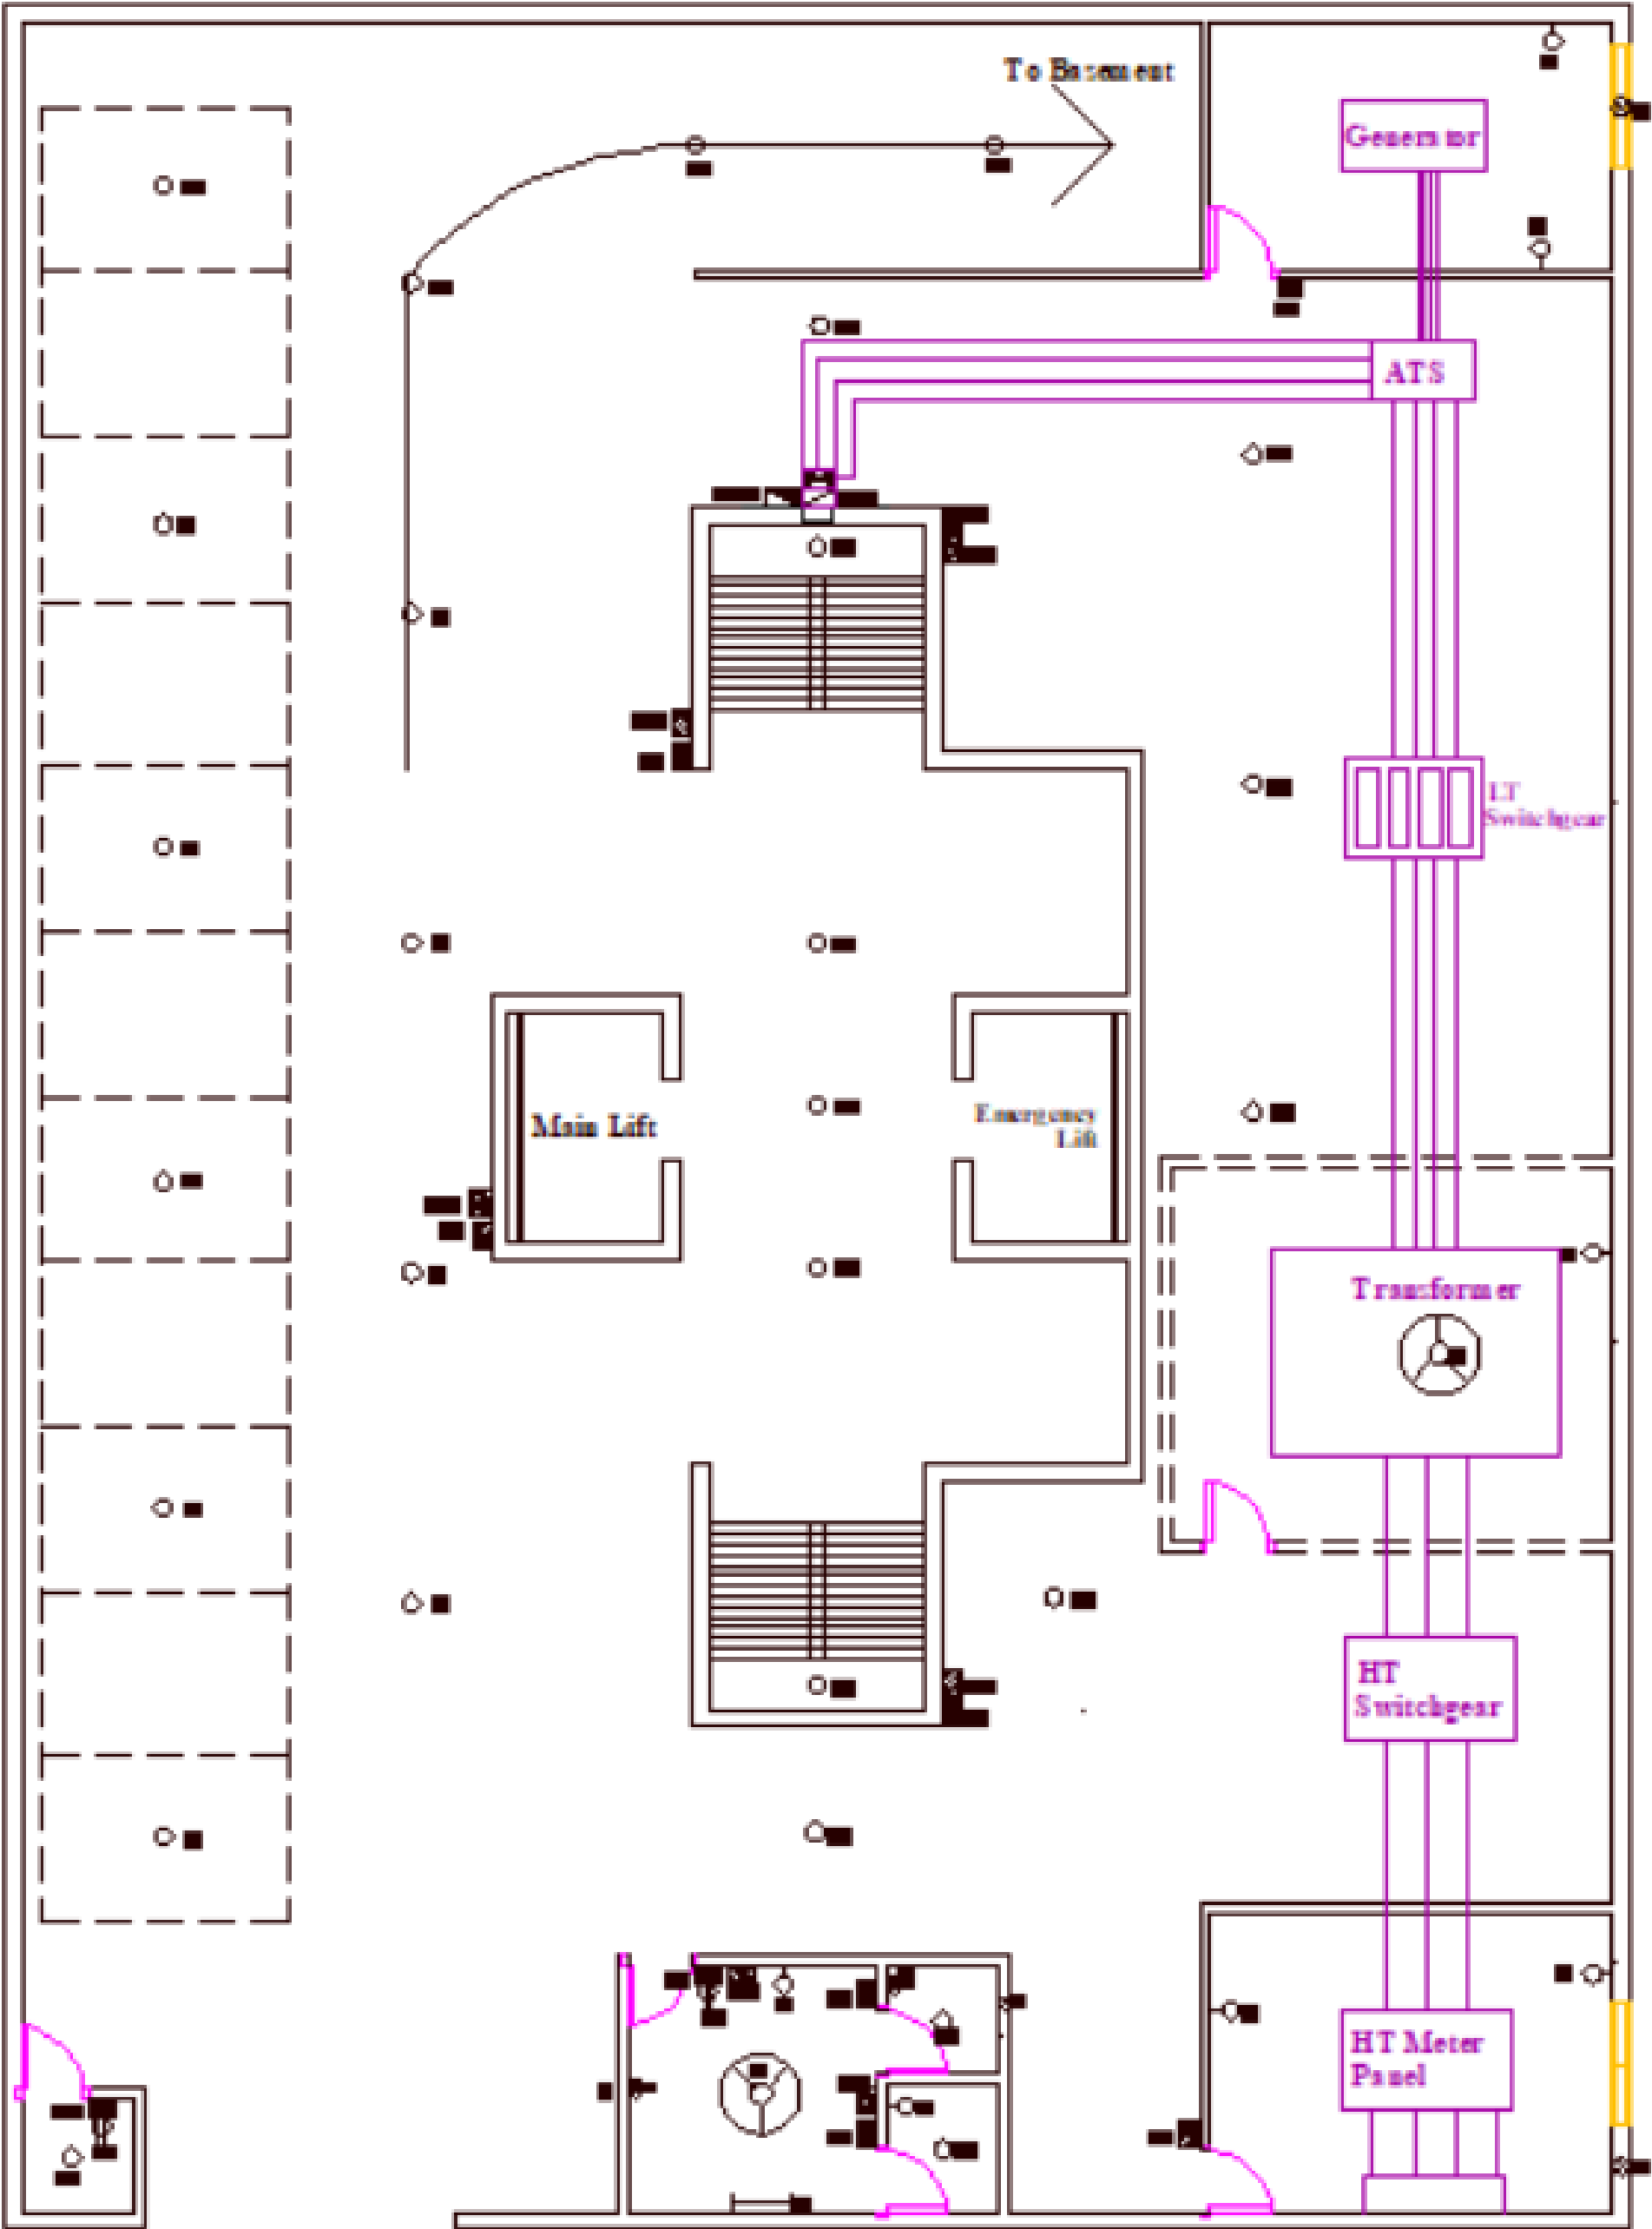 To Basement
Generator
ATS
LT
Switchgear
Main Lift
Emergency
Lift
Transformer
HT
Switchgear
HT Meter
Panel